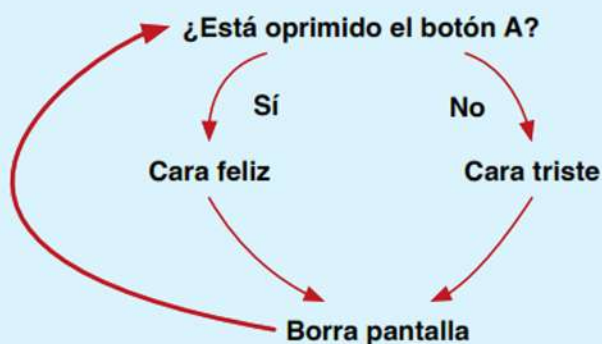 ¿Está oprimido el botón A?
Sí
No
Cara feliz
Cara triste
Borra pantalla